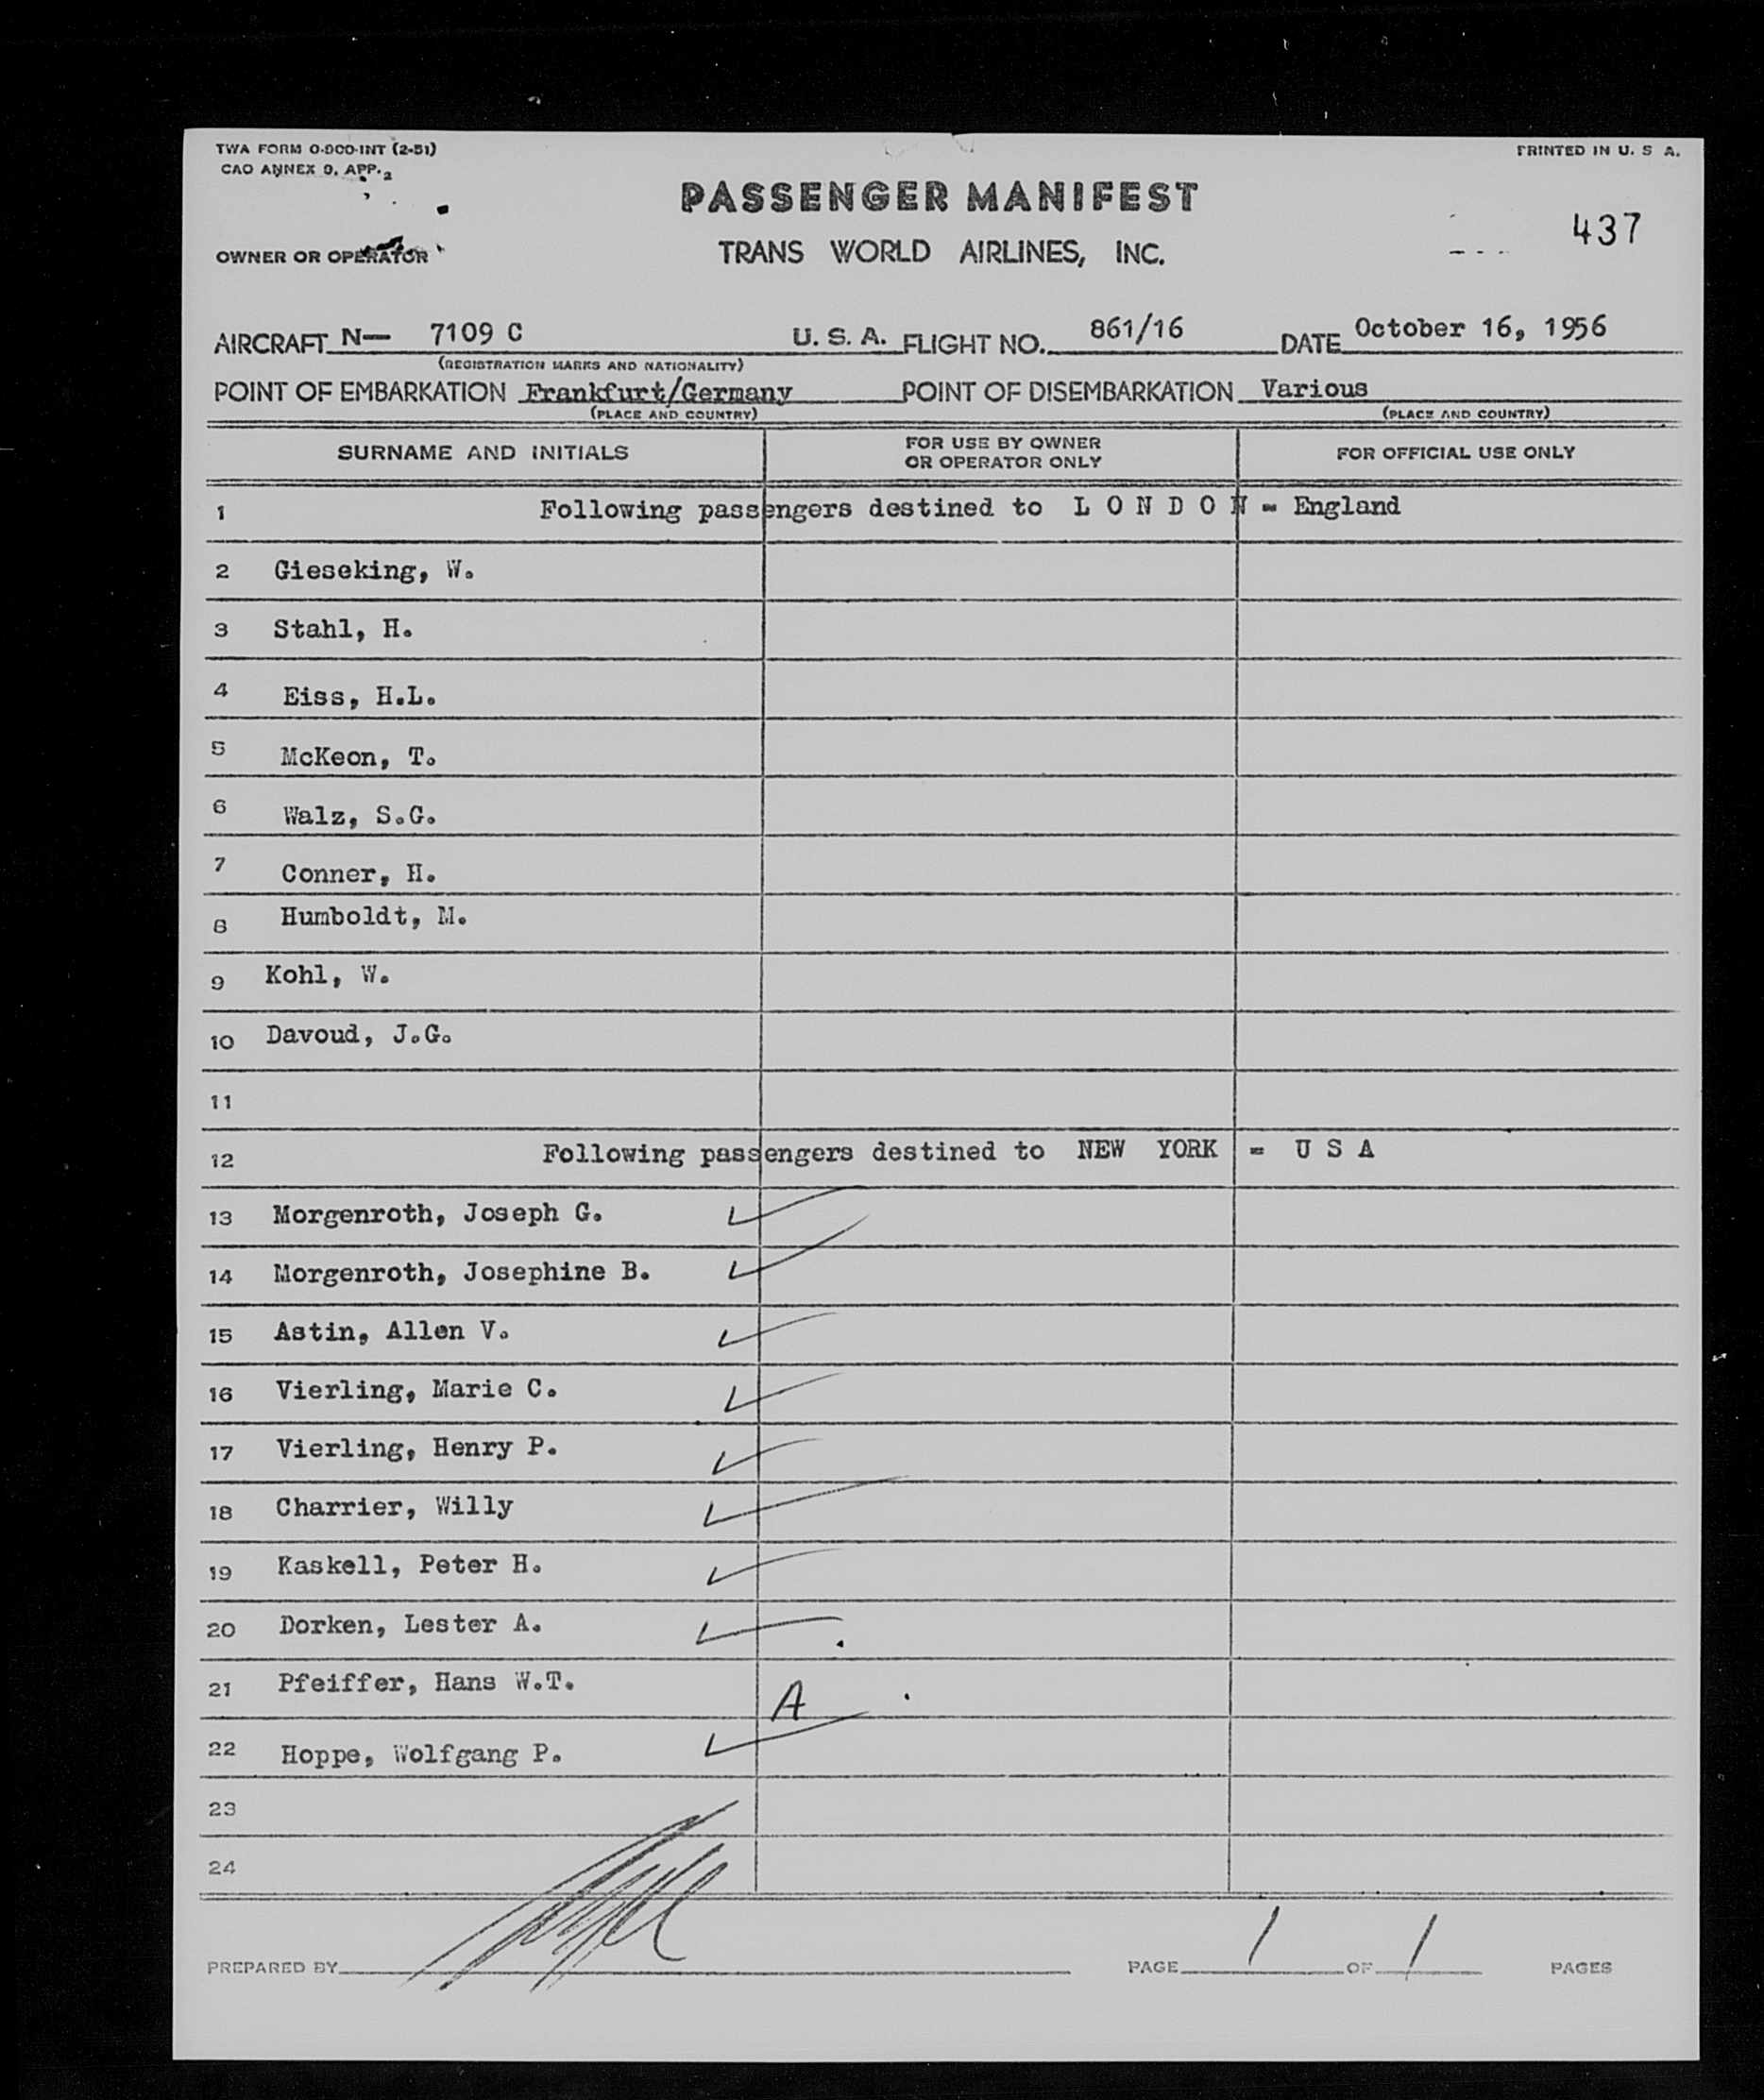 TWA FORM O-900-INT (2-51)
PRINTED IN U. S A.
CAO ANNEX 9, APP. 2
PASSENGER MANIFEST
437
OWNER OR OPERATOR
TRANS WORLD AIRLINES, INC.
AIRCRAFT N— 7109 C U. S. A. FLIGHT NO. 861/16 DATE October 16, 1956
(REGISTRATION MARKS AND NATIONALITY)
POINT OF EMBARKATION Frankfurt/Germany POINT OF DISEMBARKATION Various
(PLACE AND COUNTRY) (PLACE AND COUNTRY)
SURNAME AND INITIALS FOR USE BY OWNER OR OPERATOR ONLY FOR OFFICIAL USE ONLY
1 Following passengers destined to L O N D O N = England
2 Gieseking, W.
3 Stahl, H.
4 Eiss, H.L.
5 McKeon, T.
6 Walz, S.G.
7 Conner, H.
8 Humboldt, M.
9 Kohl, W.
10 Davoud, J.G.
11
12 Following passengers destined to NEW YORK = U S A
13 Morgenroth, Joseph G. ✓
14 Morgenroth, Josephine B. ✓
15 Astin, Allen V. ✓
16 Vierling, Marie C. ✓
17 Vierling, Henry P. ✓
18 Charrier, Willy ✓
19 Kaskell, Peter H. ✓
20 Dorken, Lester A. ✓
21 Pfeiffer, Hans W.T. A
22 Hoppe, Wolfgang P. ✓
23
24
PREPARED BY PAGE 1 OF 1 PAGES